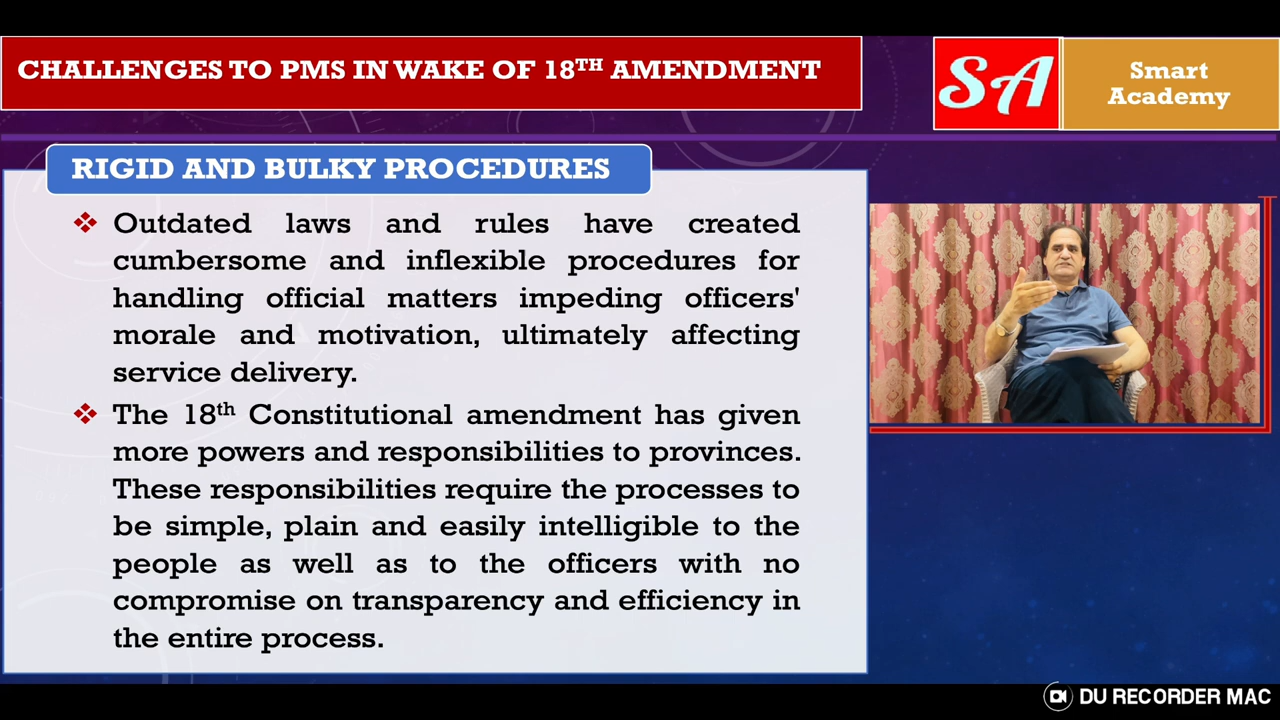 CHALLENGES TO PMS IN WAKE OF 18TH AMENDMENT
SA
Smart
Academy
RIGID AND BULKY PROCEDURES
Outdated laws and rules have created
cumbersome and inflexible procedures for
handling official matters impeding officers'
morale and motivation, ultimately affecting
service delivery.
The 18th Constitutional amendment has given
more powers and responsibilities to provinces.
These responsibilities require the processes to
be simple, plain and easily intelligible to the
people as well as to the officers with no
compromise on transparency and efficiency in
the entire process.
DU RECORDER MAC